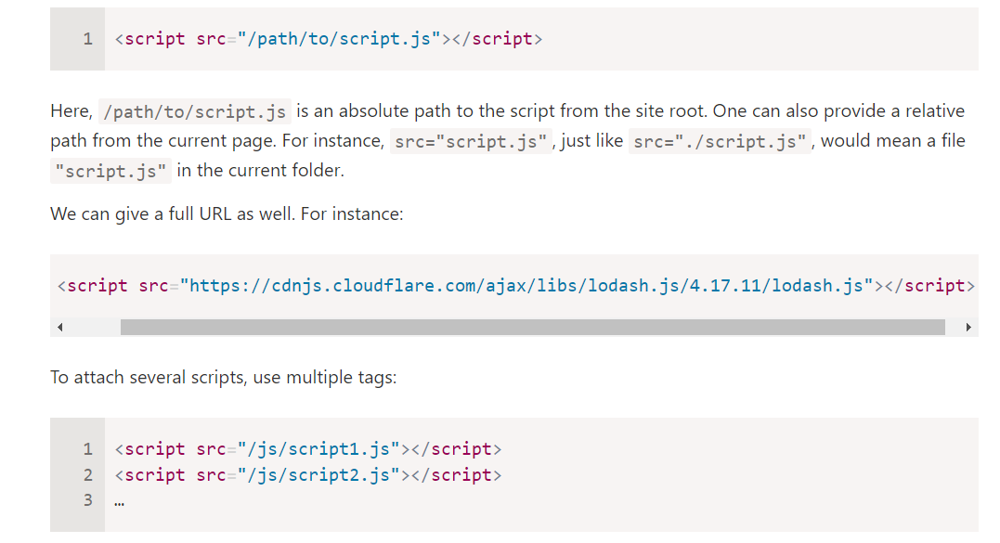 1 <script src="/path/to/script.js"></script>
Here, /path/to/script.js is an absolute path to the script from the site root. One can also provide a relative
path from the current page. For instance, src="script.js", just like src="./script.js", would mean a file
"script.js" in the current folder.
We can give a full URL as well. For instance:
<script src="https://cdnjs.cloudflare.com/ajax/libs/lodash.js/4.17.11/lodash.js"></script>
To attach several scripts, use multiple tags:
1 <script src="/js/script1.js"></script>
2 <script src="/js/script2.js"></script>
3 …